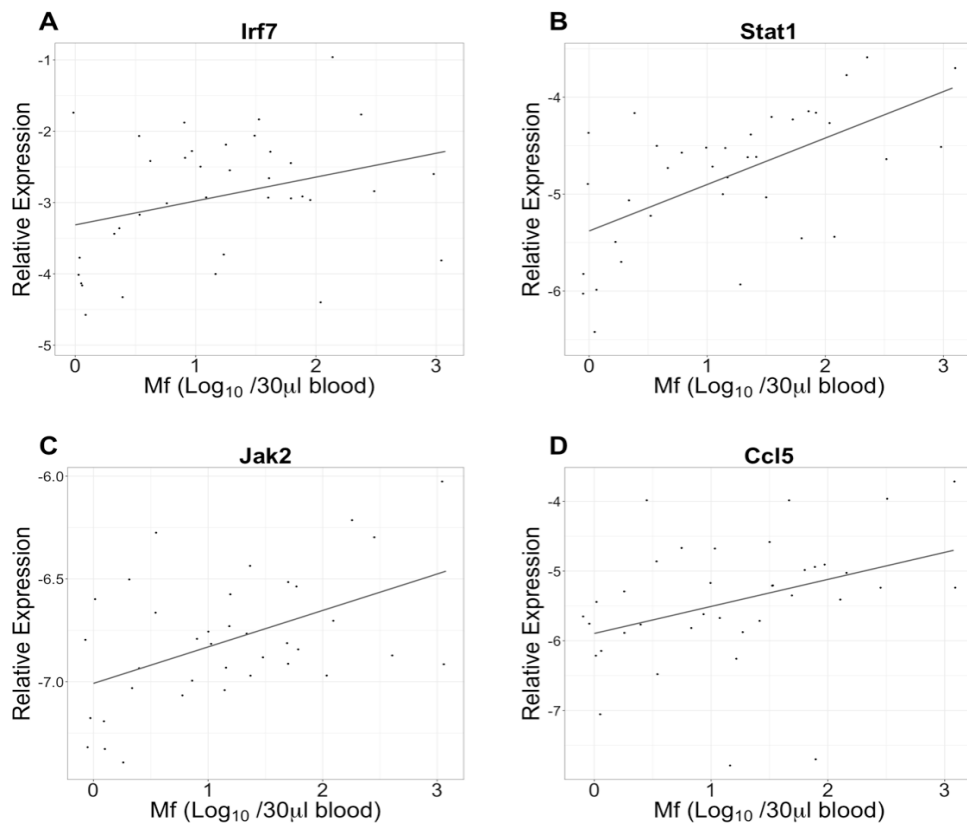 A
Irf7
-1
-2
-3
-4
-5
Relative Expression
0 1 2 3
Mf (Log10 /30μl blood)
B
Stat1
-4
-5
-6
Relative Expression
0 1 2 3
Mf (Log10 /30μl blood)
C
Jak2
-6.0
-6.5
-7.0
Relative Expression
0 1 2 3
Mf (Log10 /30μl blood)
D
Ccl5
-4
-5
-6
-7
Relative Expression
0 1 2 3
Mf (Log10 /30μl blood)